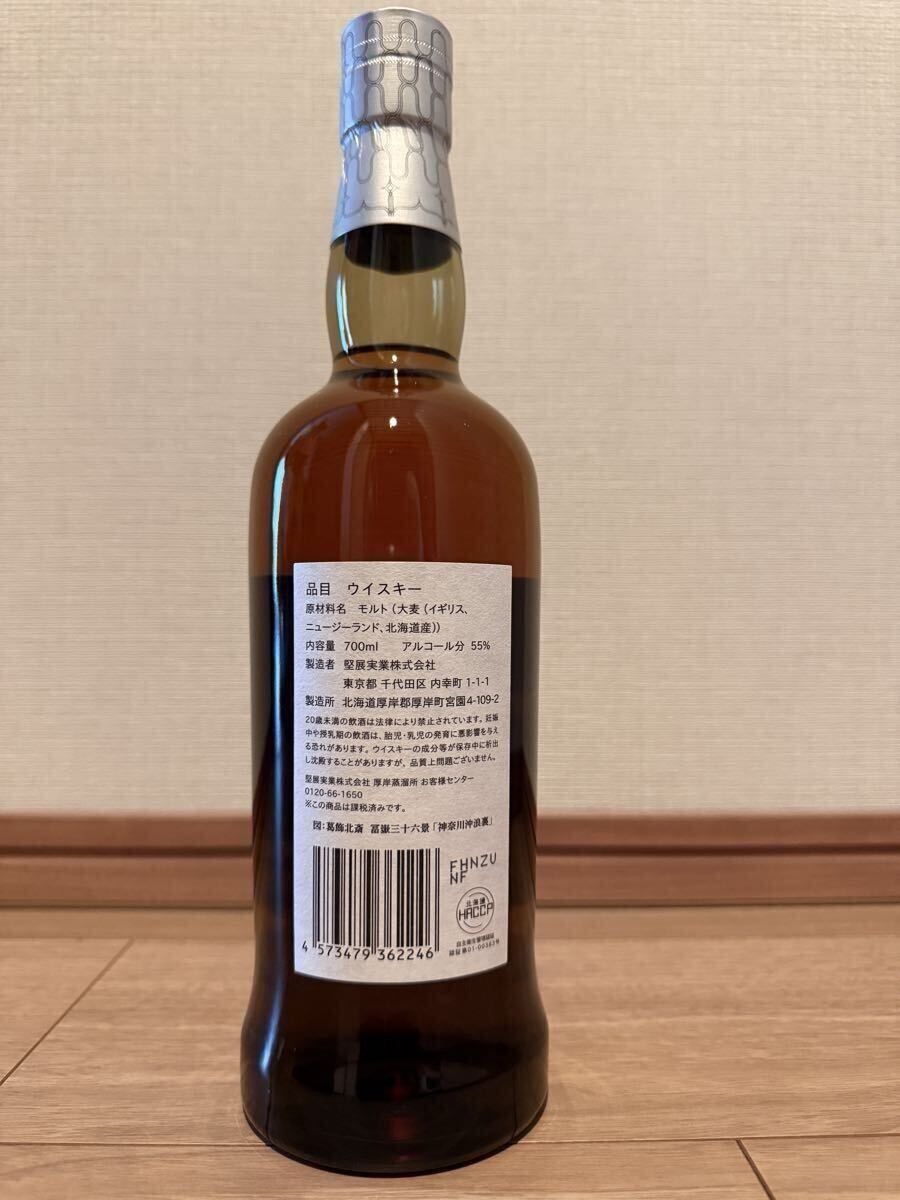 品目　ウイスキー
原材料名　モルト（大麦（イギリス、
ニュージーランド、北海道産））
内容量　700ml　アルコール分 55%
製造者　堅展実業株式会社
東京都 千代田区 内幸町 1-1-1
製造所　北海道厚岸郡厚岸町宮園4-109-2
20歳未満の飲酒は法律により禁止されています。妊娠
中や授乳期の飲酒は、胎児・乳児の発育に悪影響を与え
る恐れがあります。ウイスキーの成分等が保存中に析出
し沈殿することがありますが、品質上問題ございません。
堅展実業株式会社 厚岸蒸溜所 お客様センター
0120-66-1650
※この商品は課税済みです。
図：葛飾北斎　冨嶽三十六景「神奈川沖浪裏」
FHNZU
NF
北海道
HACCP
01-00383号
4 573479 362246